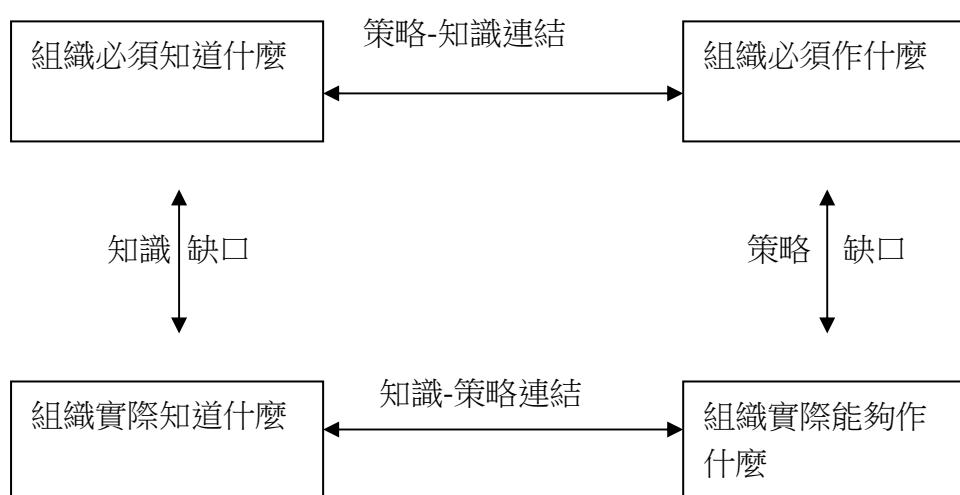 策略-知識連結
組織必須知道什麼
組織必須作什麼
知識 缺口
策略 缺口
知識-策略連結
組織實際知道什麼
組織實際能夠作
什麼